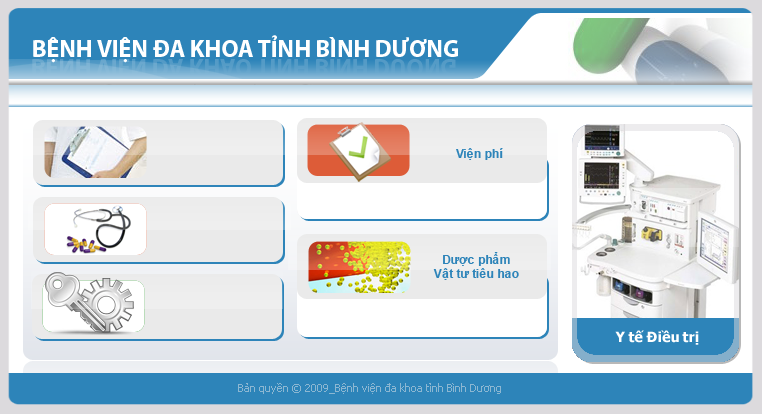 BỆNH VIỆN ĐA KHOA TỈNH BÌNH DƯƠNG
Viện phí
Dược phẩm
Vật tư tiêu hao
Y tế Điều trị
Bản quyền © 2009_Bệnh viện đa khoa tỉnh Bình Dương